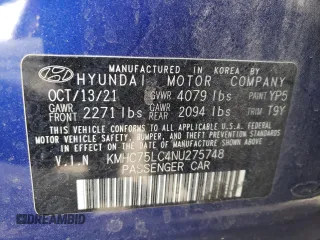 MANUFACTURED IN KOREA BY
HYUNDAI MOTOR COMPANY
OCT/13/21 GVWR 4079 lbs PAINT YP5
GAWR FRONT 2271 lbs GAWR REAR 2094 lbs TRIM T9Y
THIS VEHICLE CONFORMS TO ALL APPLICABLE U.S.A. FEDERAL
MOTOR VEHICLE SAFETY, BUMPER, AND THEFT PREVENTION
STANDARDS IN EFFECT ON THE DATE OF MANUFACTURE
SHOWN ABOVE.
V.I.N KMHC75LC4NU275748
PASSENGER CAR
© DREAMBID